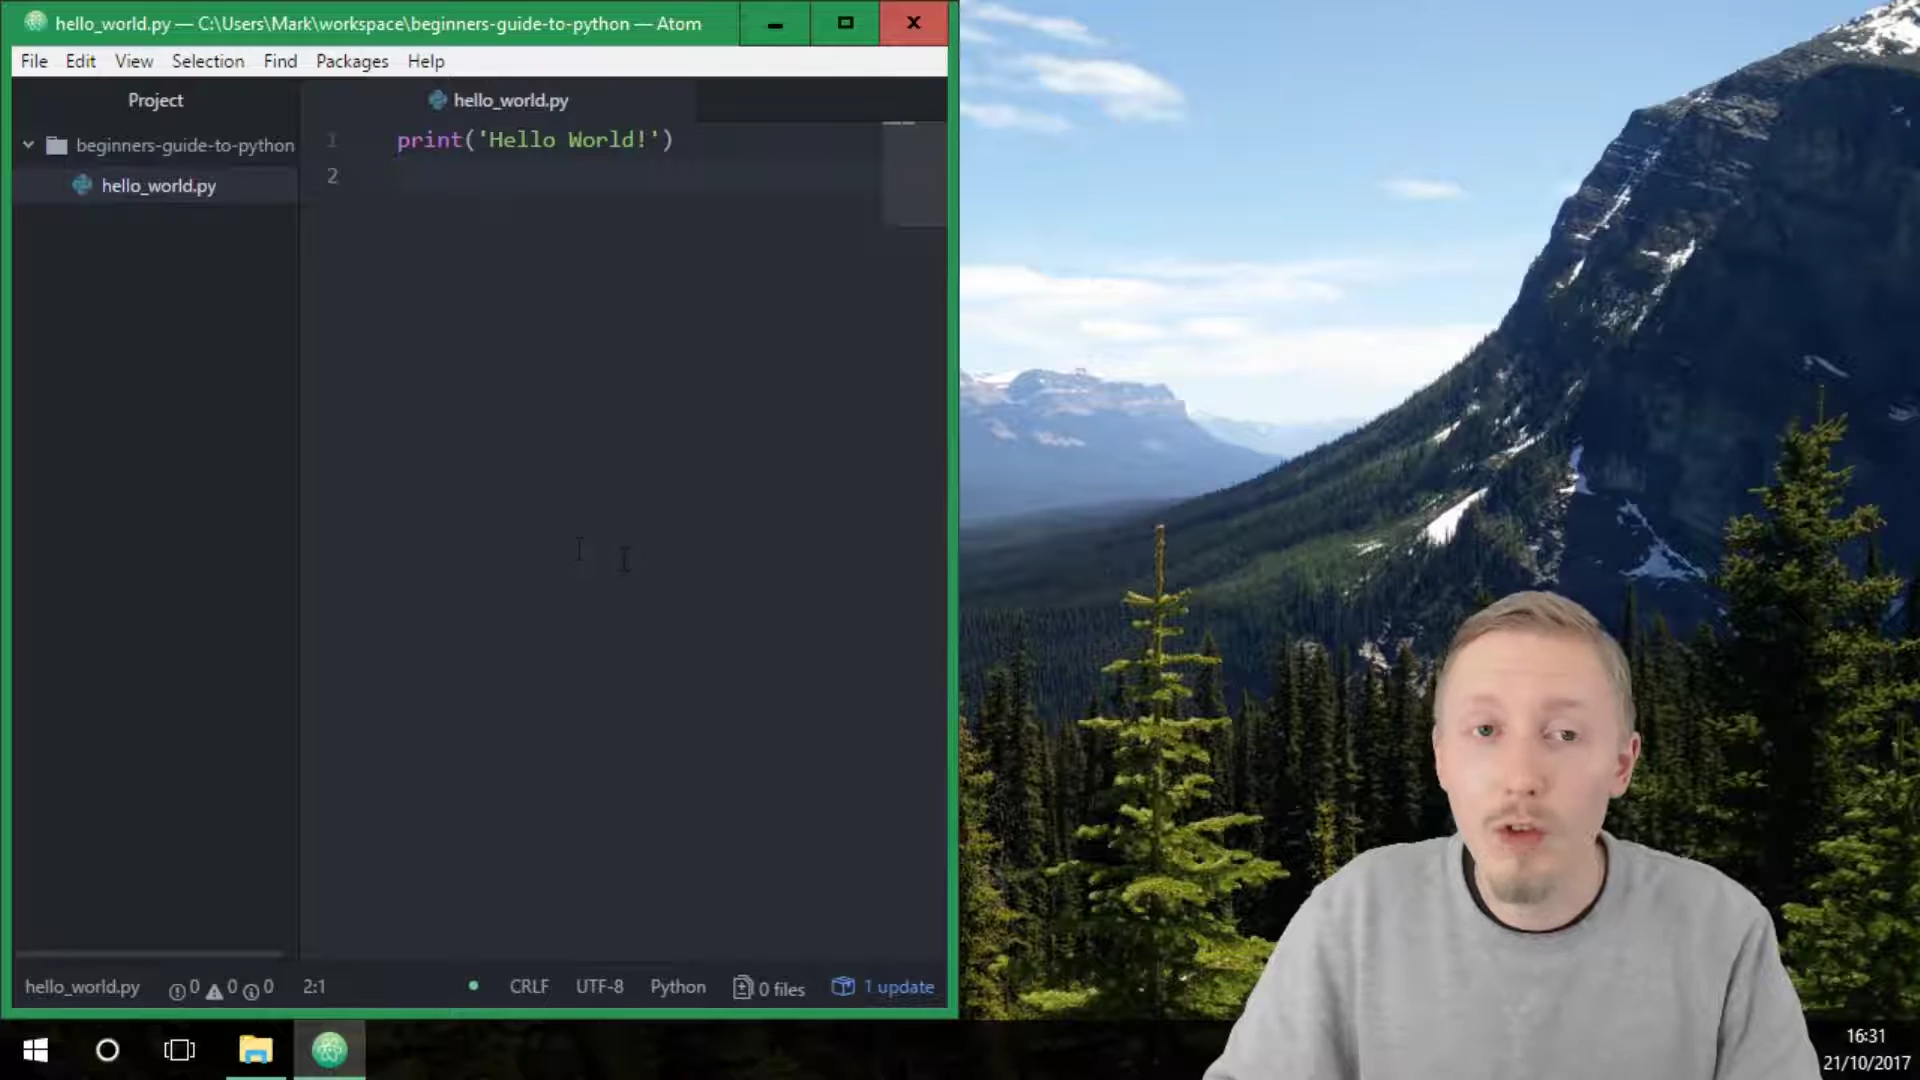 hello_world.py — C:\Users\Mark\workspace\beginners-guide-to-python — Atom
File Edit View Selection Find Packages Help
Project
beginners-guide-to-python
hello_world.py
hello_world.py
1 print('Hello World!')
2
hello_world.py 0 0 0 2:1 CRLF UTF-8 Python 0 files 1 update
16:31
21/10/2017